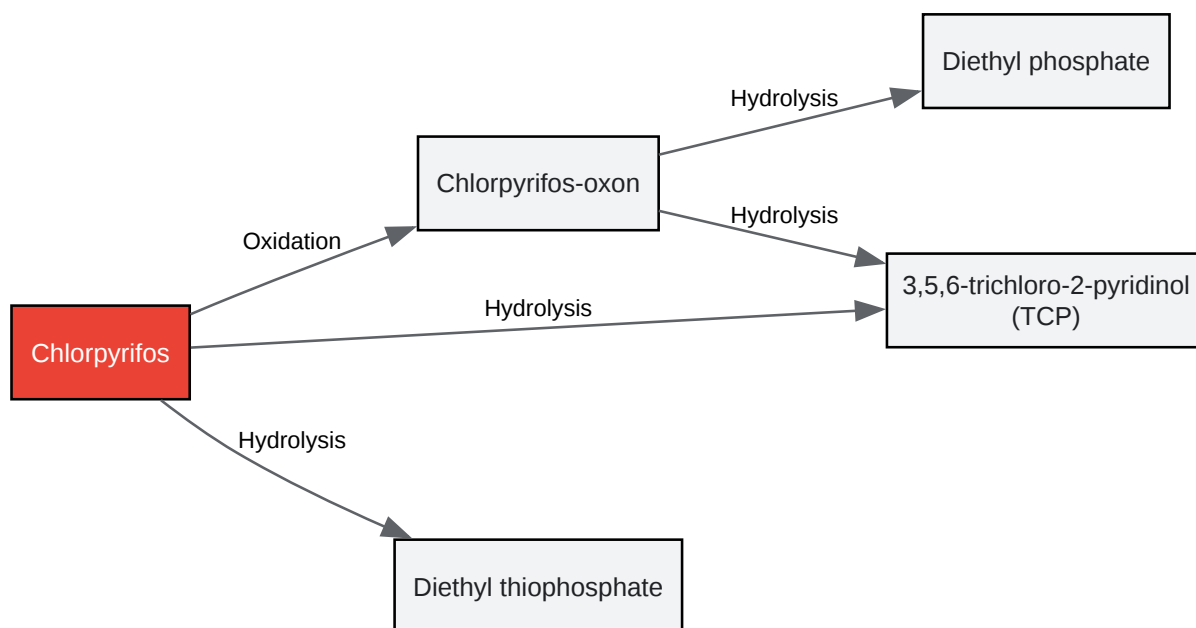 Diethyl phosphate
Hydrolysis
Chlorpyrifos-oxon
Hydrolysis
Oxidation
3,5,6-trichloro-2-pyridinol
(TCP)
Hydrolysis
Chlorpyrifos
Hydrolysis
Diethyl thiophosphate